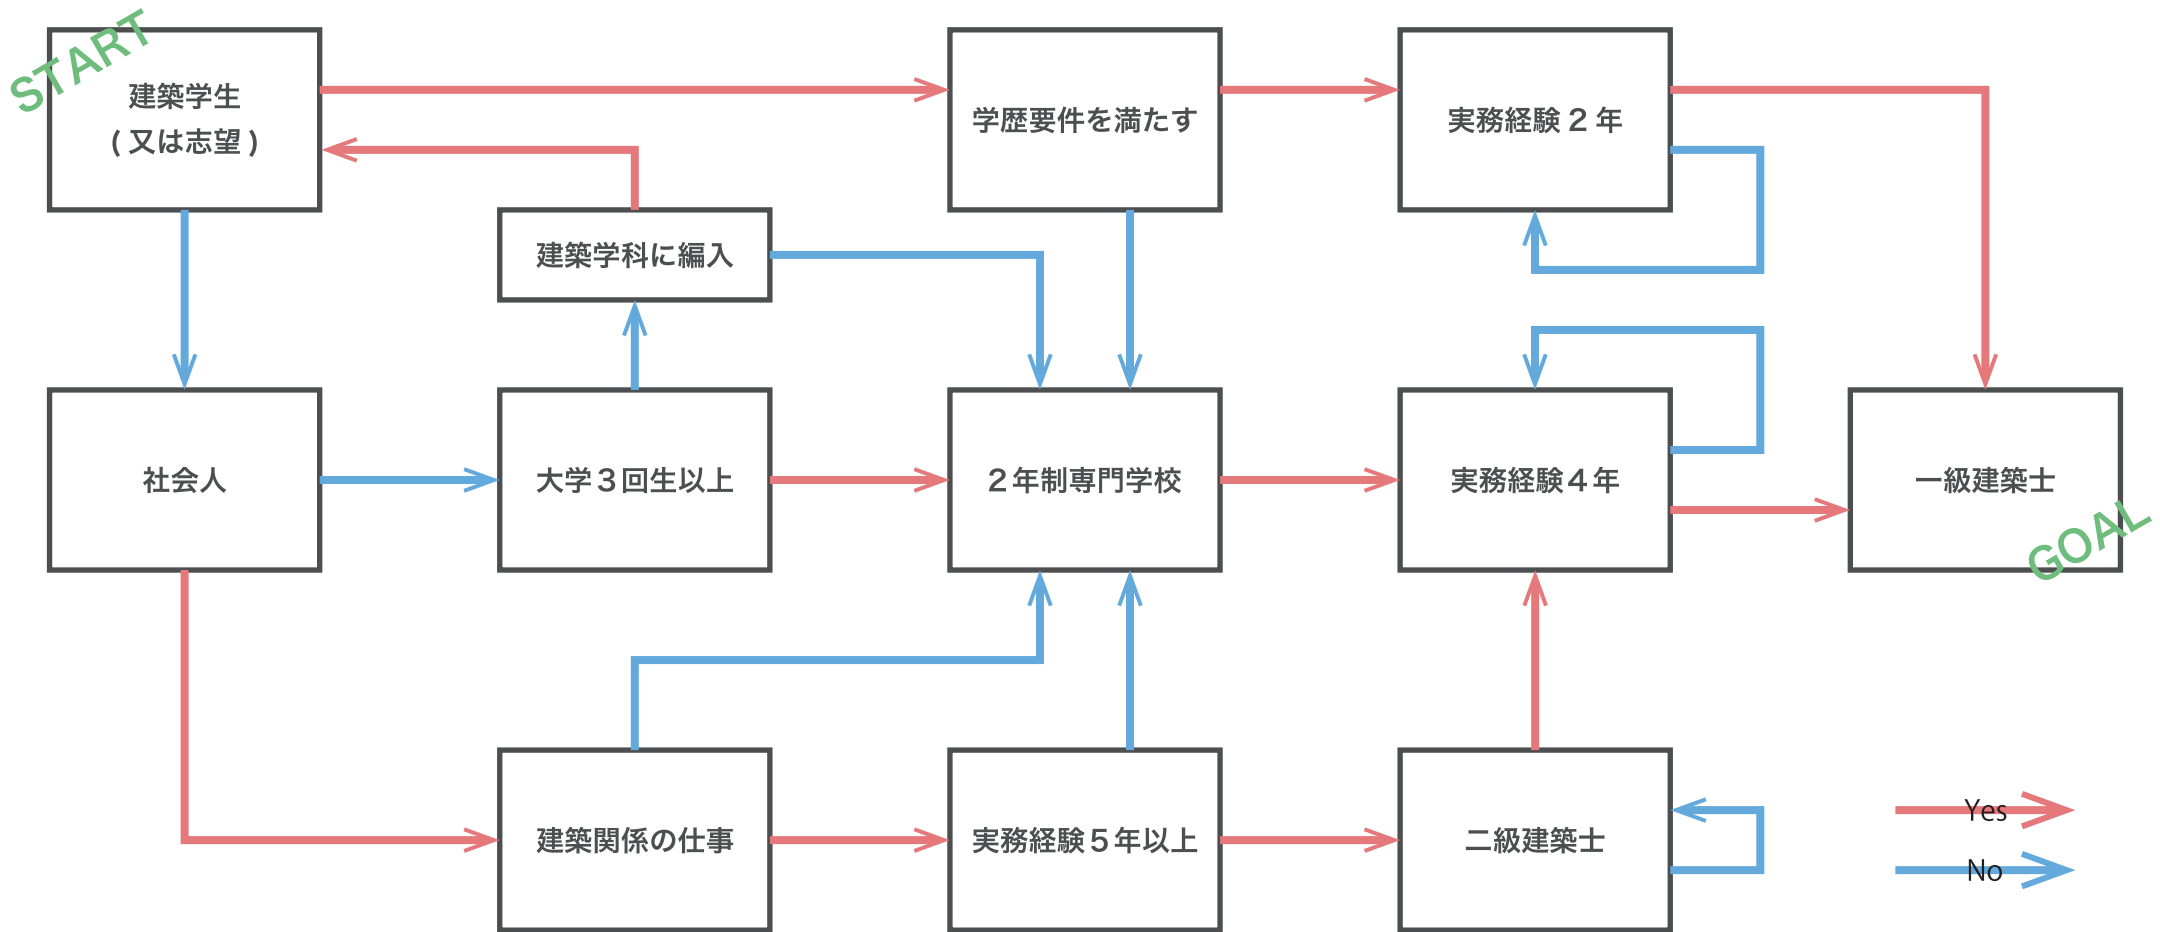 START
建築学生
(又は志望)
学歴要件を満たす
実務経験２年
建築学科に編入
社会人
大学３回生以上
２年制専門学校
実務経験４年
一級建築士
GOAL
建築関係の仕事
実務経験５年以上
二級建築士
Yes
No